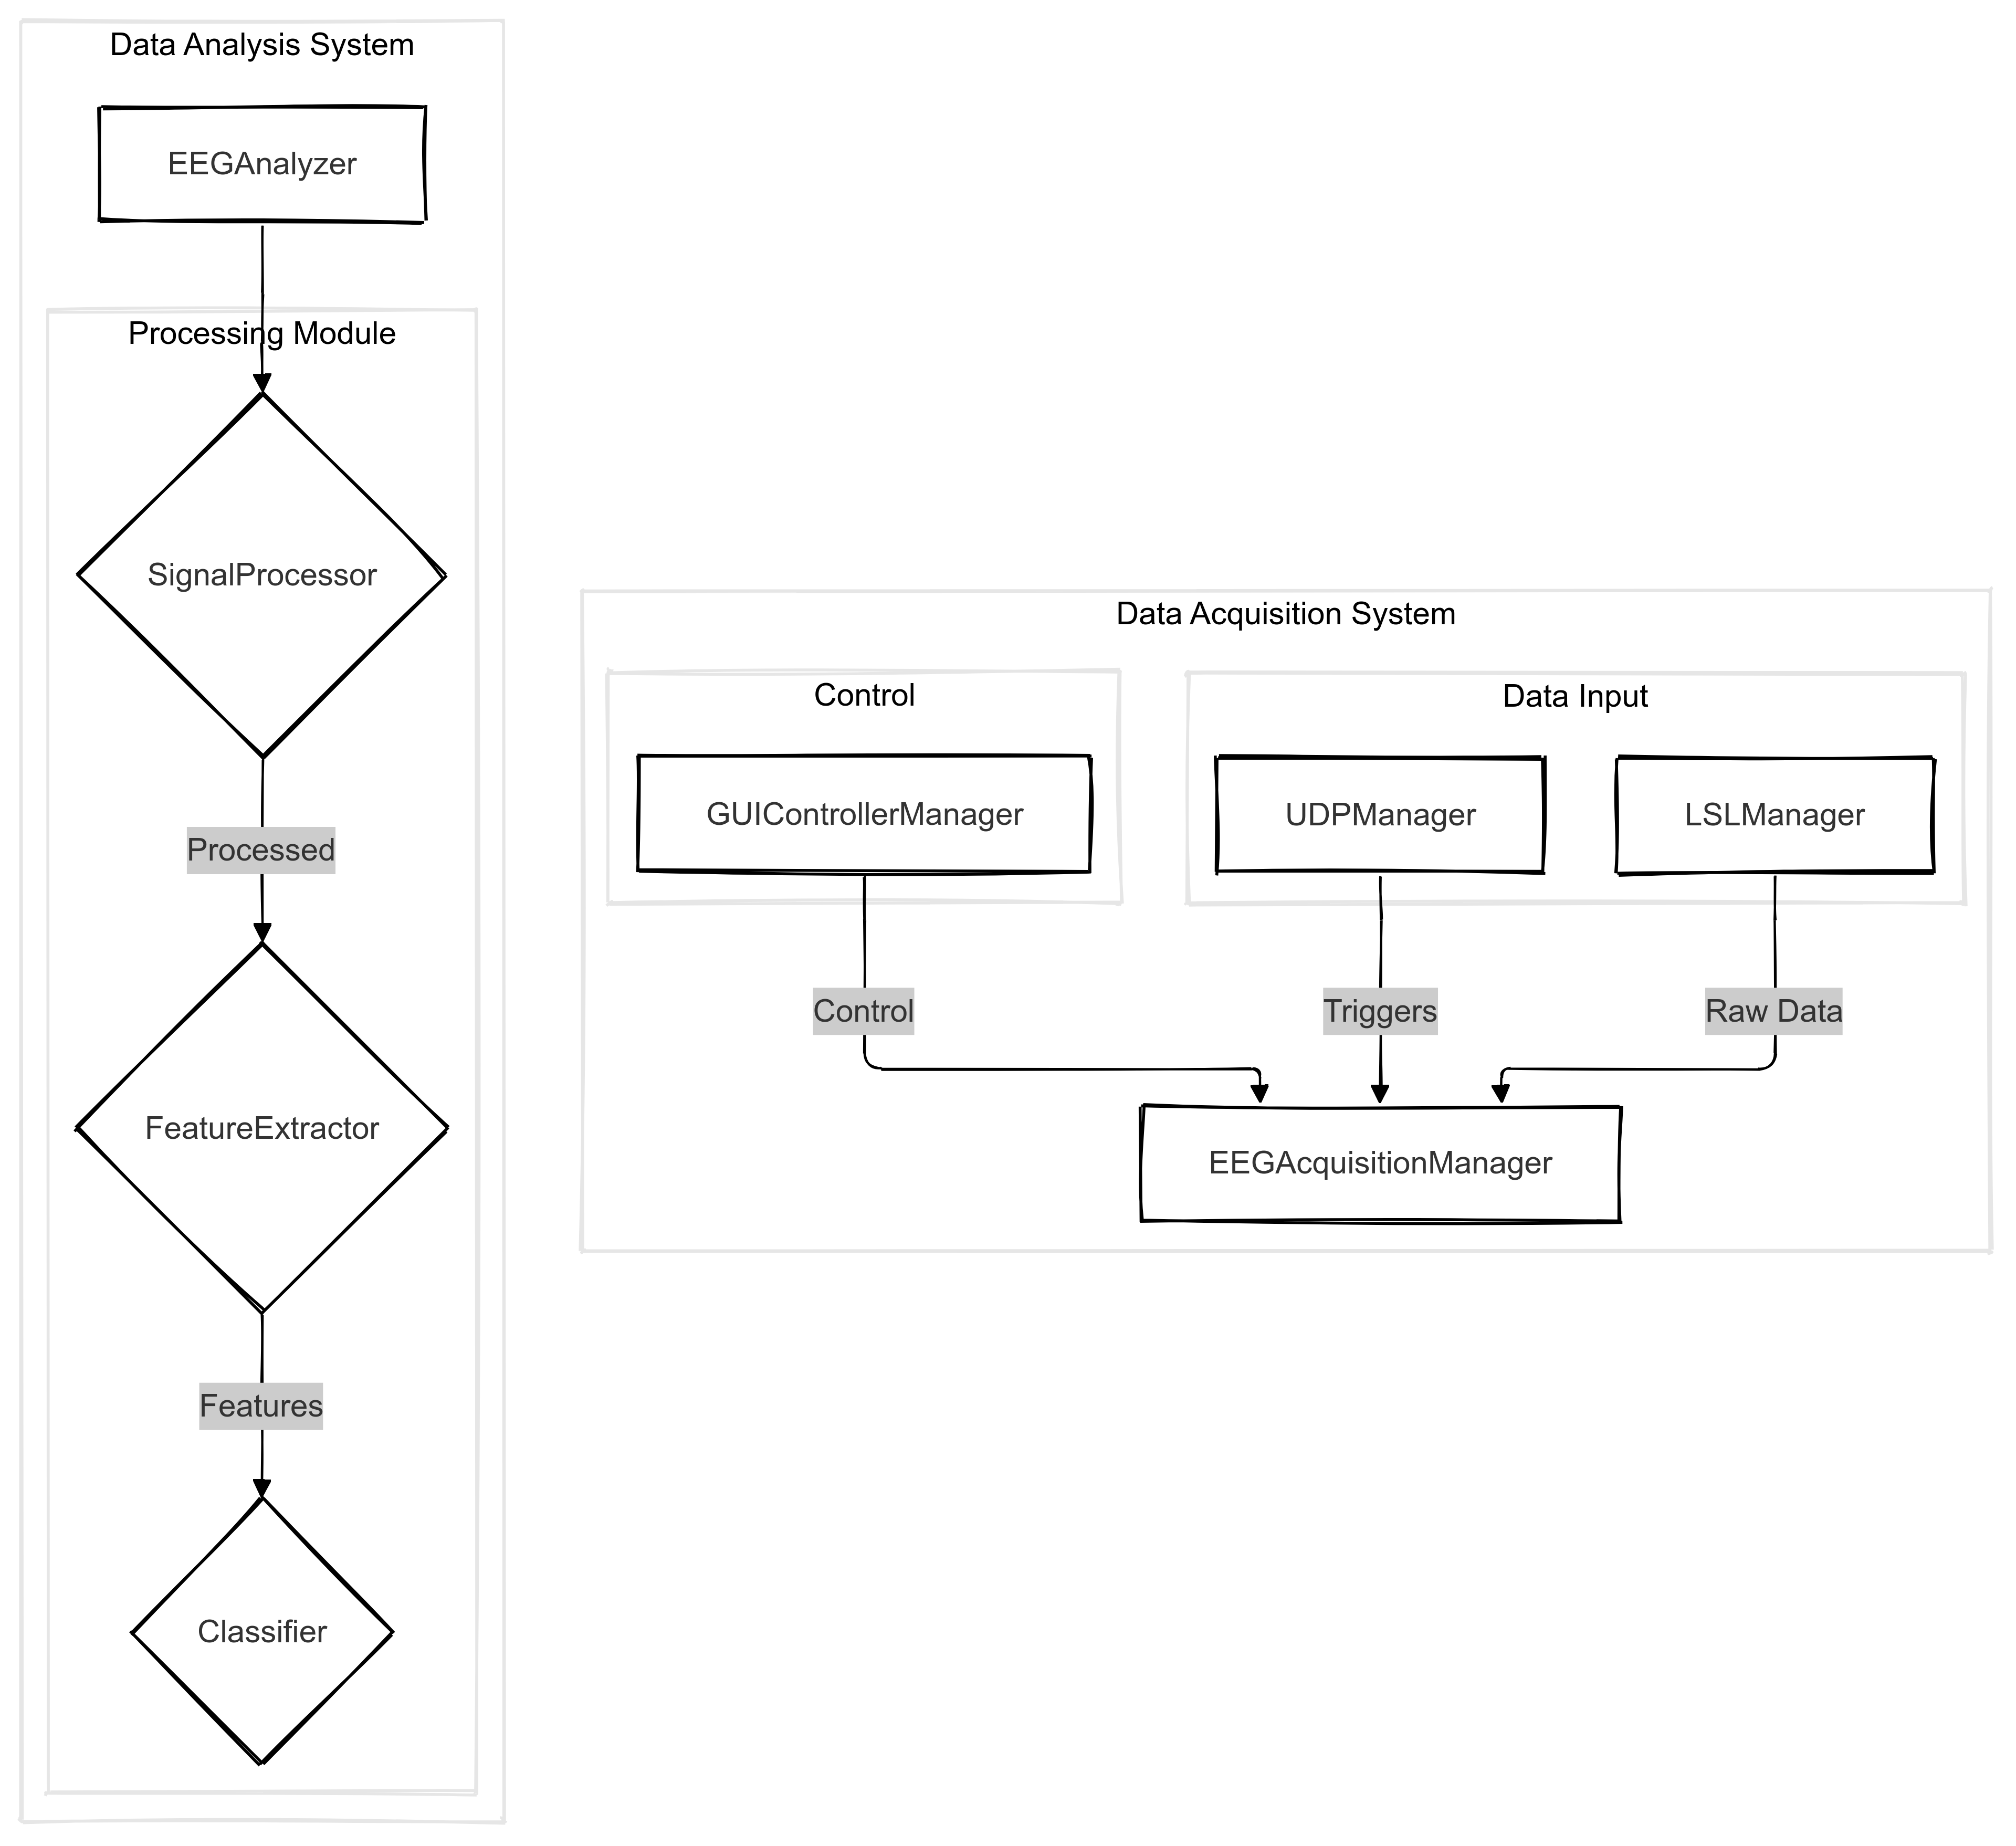 Data Analysis System
EEGAnalyzer
Processing Module
SignalProcessor
Processed
FeatureExtractor
Features
Classifier
Data Acquisition System
Control
Data Input
GUIControllerManager
UDPManager
LSLManager
Control
Triggers
Raw Data
EEGAcquisitionManager